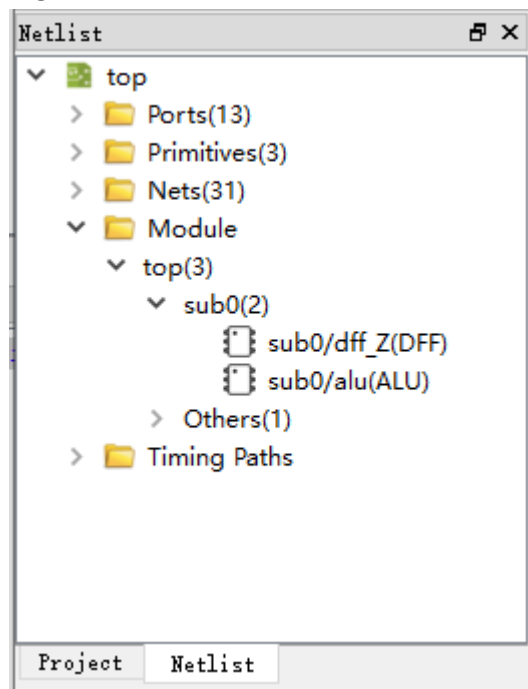 Netlist
top
Ports(13)
Primitives(3)
Nets(31)
Module
top(3)
sub0(2)
sub0/dff_Z(DFF)
sub0/alu(ALU)
Others(1)
Timing Paths
Project Netlist